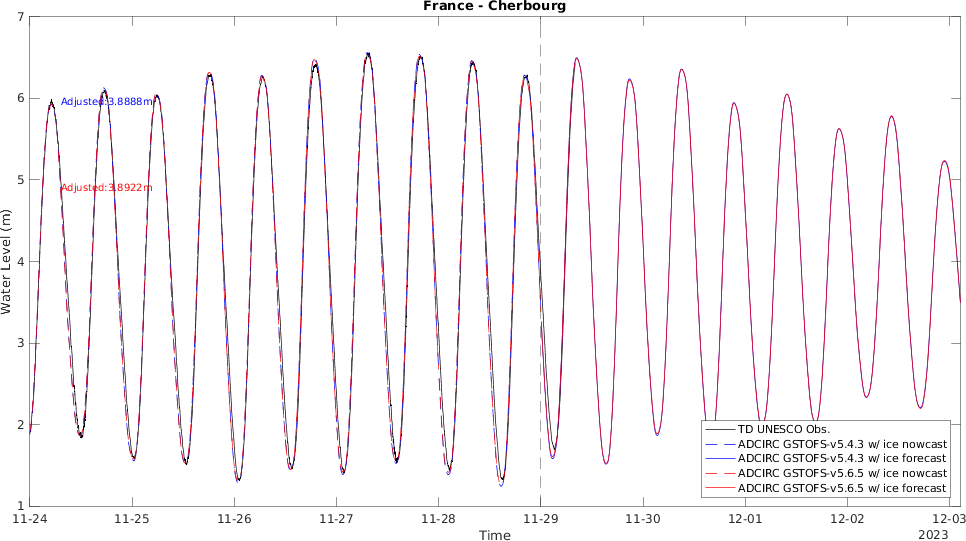 France - Cherbourg
Water Level (m)
7
6
5
4
3
2
1
Adjusted:3.8888m
Adjusted:3.8922m
TD UNESCO Obs.
ADCIRC GSTOFS-v5.4.3 w/ ice nowcast
ADCIRC GSTOFS-v5.4.3 w/ ice forecast
ADCIRC GSTOFS-v5.6.5 w/ ice nowcast
ADCIRC GSTOFS-v5.6.5 w/ ice forecast
11-24 11-25 11-26 11-27 11-28 11-29 11-30 12-01 12-02 12-03
Time
2023